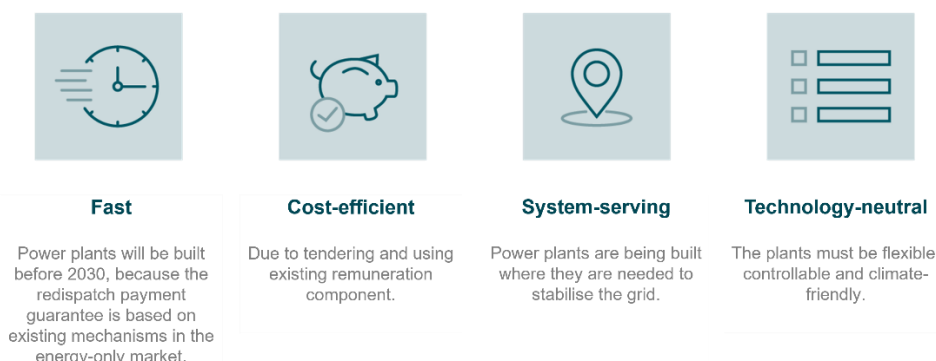 Fast
Power plants will be built
before 2030, because the
redispatch payment
guarantee is based on
existing mechanisms in the
energy-only market.
Cost-efficient
Due to tendering and using
existing remuneration
component.
System-serving
Power plants are being built
where they are needed to
stabilise the grid.
Technology-neutral
The plants must be flexible
controllable and climate-
friendly.